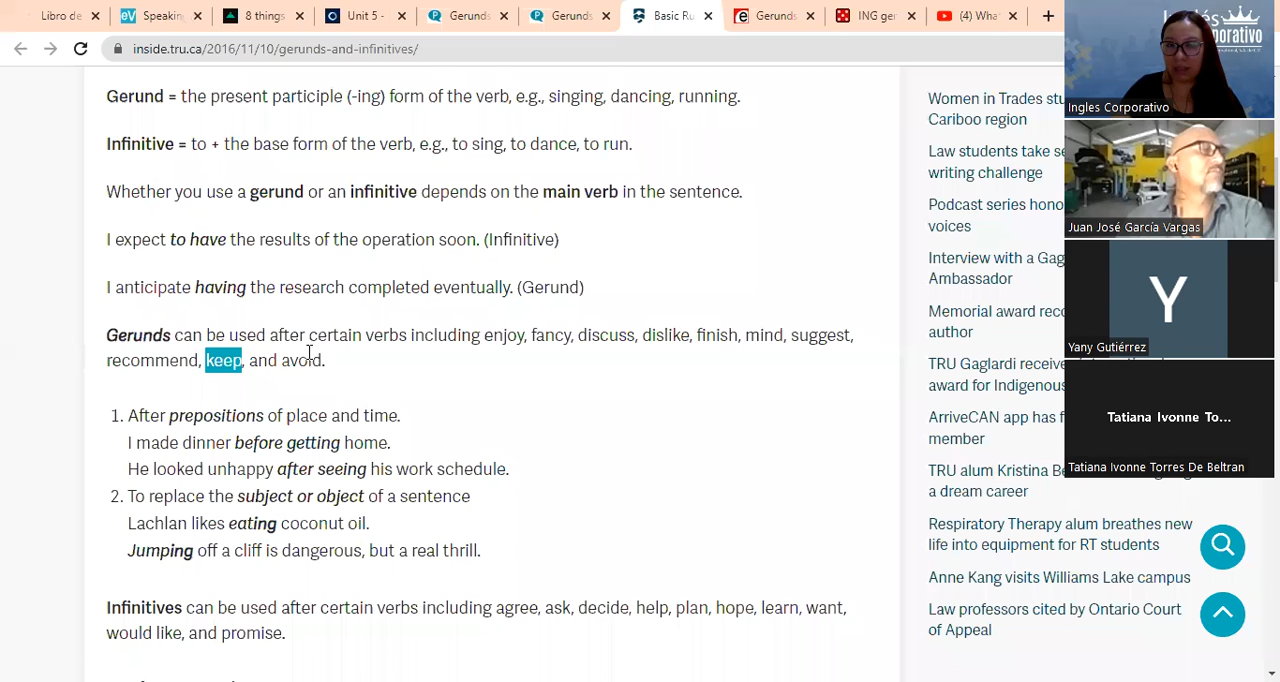 Libro de
Speakin
8 things
Unit 5 -
Gerunds
Gerunds
Basic Ru
Gerunds
ING ger
(4) Wha
inside.tru.ca/2016/11/10/gerunds-and-infinitives/
Gerund = the present participle (-ing) form of the verb, e.g., singing, dancing, running.
Infinitive = to + the base form of the verb, e.g., to sing, to dance, to run.
Whether you use a gerund or an infinitive depends on the main verb in the sentence.
I expect to have the results of the operation soon. (Infinitive)
I anticipate having the research completed eventually. (Gerund)
Gerunds can be used after certain verbs including enjoy, fancy, discuss, dislike, finish, mind, suggest,
recommend, keep, and avoid.
1. After prepositions of place and time.
I made dinner before getting home.
He looked unhappy after seeing his work schedule.
2. To replace the subject or object of a sentence
Lachlan likes eating coconut oil.
Jumping off a cliff is dangerous, but a real thrill.
Infinitives can be used after certain verbs including agree, ask, decide, help, plan, hope, learn, want,
would like, and promise.
Women in Trades stu
Cariboo region
Law students take se
writing challenge
Podcast series hono
voices
Interview with a Gag
Ambassador
Memorial award reco
author
TRU Gaglardi receive
award for Indigenous
ArriveCAN app has f
member
TRU alum Kristina Be
a dream career
Respiratory Therapy alum breathes new
life into equipment for RT students
Anne Kang visits Williams Lake campus
Law professors cited by Ontario Court
of Appeal
Inglés
orporativo
Ingles Corporativo
Juan José García Vargas
Y
Yany Gutiérrez
Tatiana Ivonne To...
Tatiana Ivonne Torres De Beltran